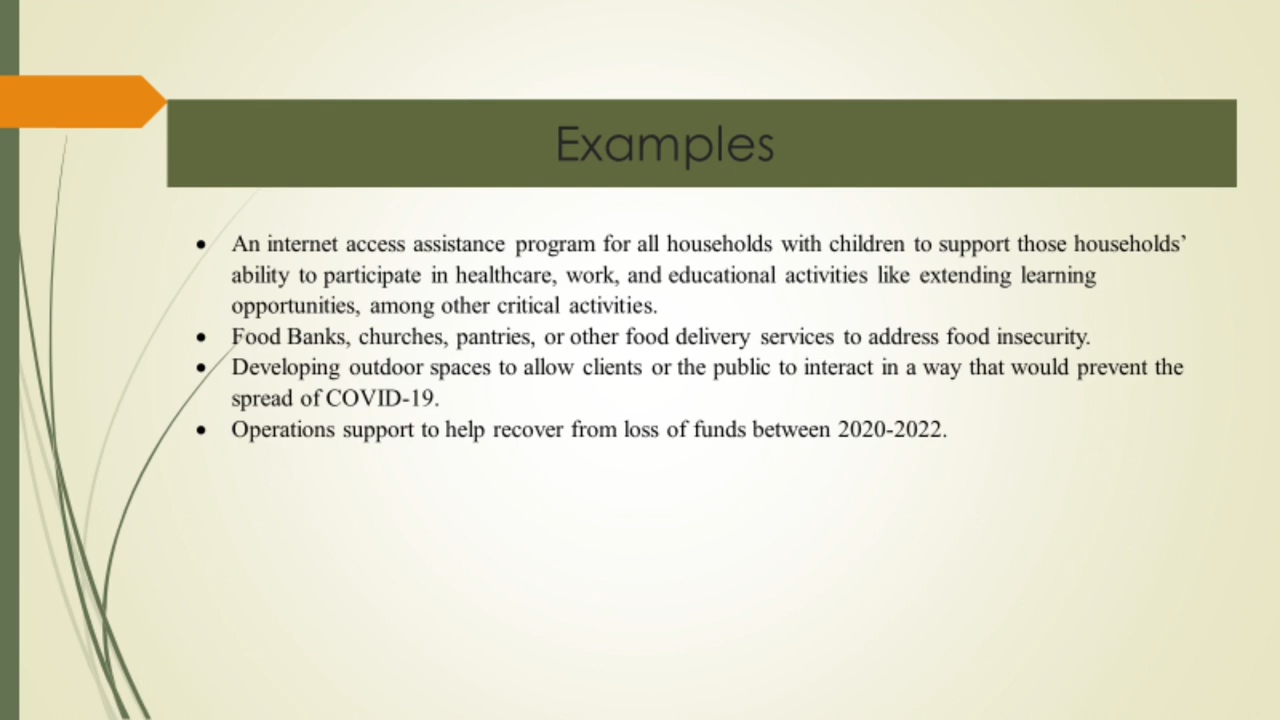 Examples
• An internet access assistance program for all households with children to support those households’
ability to participate in healthcare, work, and educational activities like extending learning
opportunities, among other critical activities.
• Food Banks, churches, pantries, or other food delivery services to address food insecurity.
• Developing outdoor spaces to allow clients or the public to interact in a way that would prevent the
spread of COVID-19.
• Operations support to help recover from loss of funds between 2020-2022.